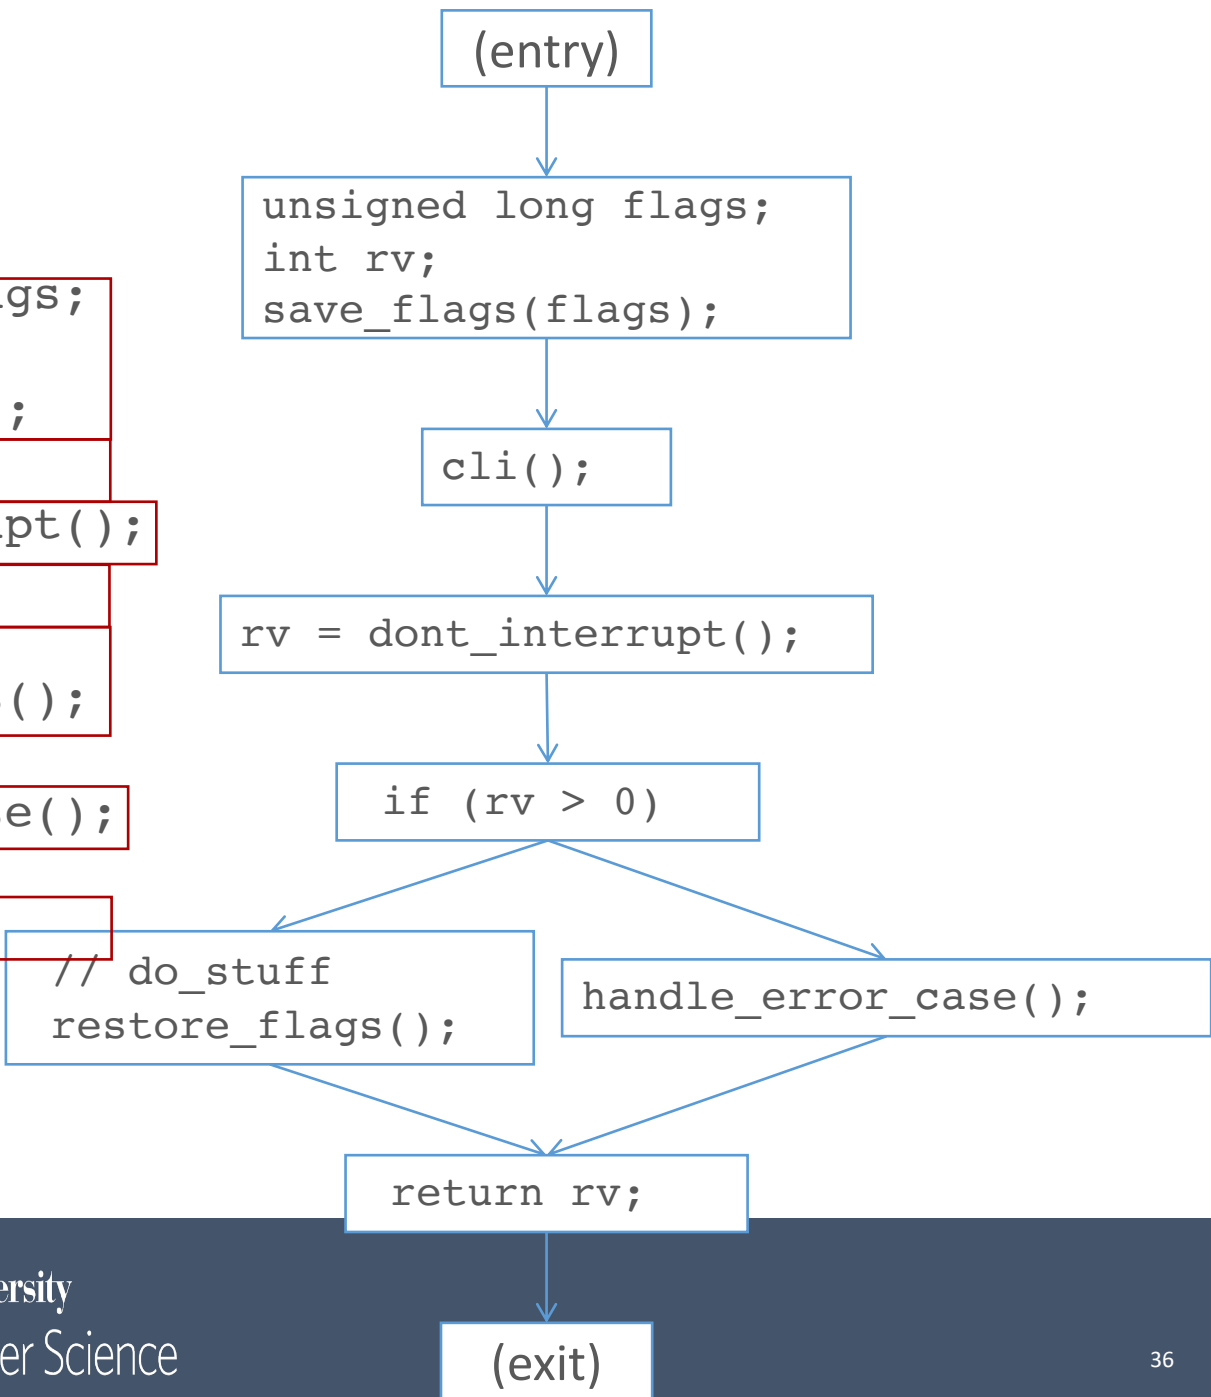 (entry)
unsigned long flags;
int rv;
save_flags(flags);
gs;
;
cli();
pt();
rv = dont_interrupt();
();
if (rv > 0)
e();
// do_stuff
restore_flags();
handle_error_case();
return rv;
ersity
er Science
(exit)
36